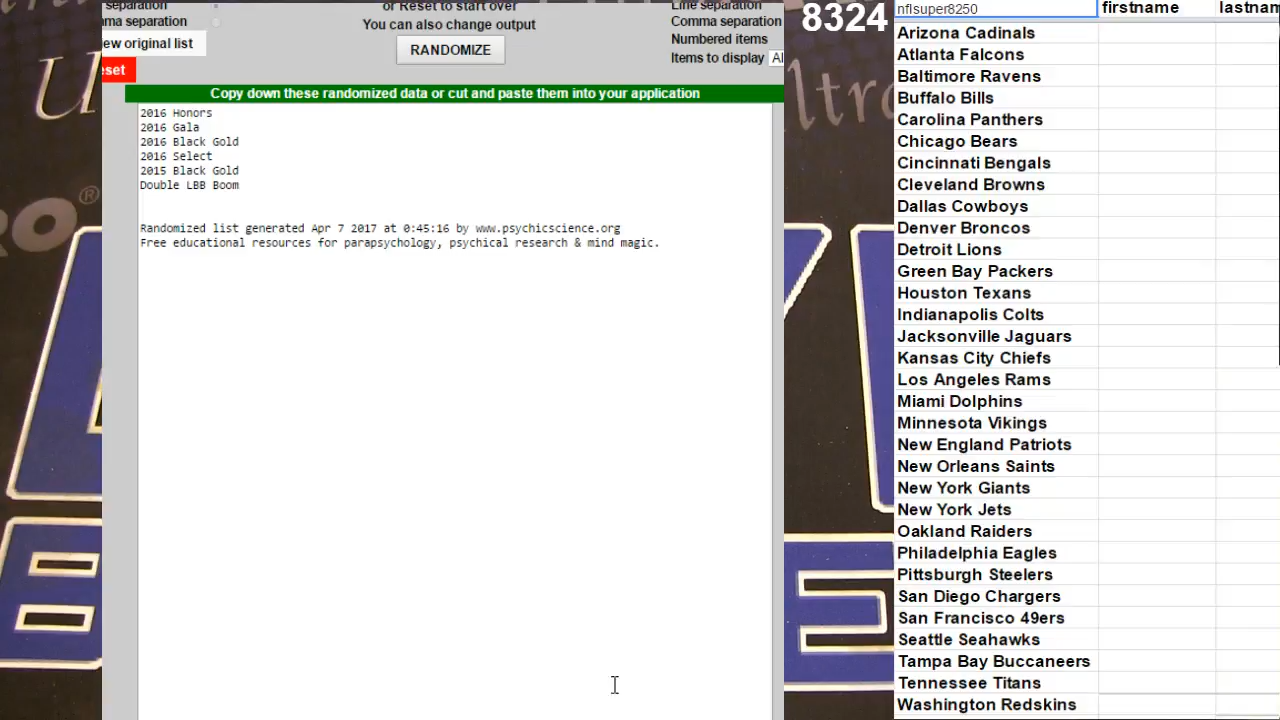 separation
mma separation
ew original list
set
or Reset to start over
You can also change output
RANDOMIZE
Line separation
Comma separation
Numbered items
Items to display
8324
Copy down these randomized data or cut and paste them into your application
2016 Honors
2016 Gala
2016 Black Gold
2016 Select
2015 Black Gold
Double LBB Boom
Randomized list generated Apr 7 2017 at 0:45:16 by www.psychicscience.org
Free educational resources for parapsychology, psychical research & mind magic.
nflsuper8250 firstname lastnam
Arizona Cadinals
Atlanta Falcons
Baltimore Ravens
Buffalo Bills
Carolina Panthers
Chicago Bears
Cincinnati Bengals
Cleveland Browns
Dallas Cowboys
Denver Broncos
Detroit Lions
Green Bay Packers
Houston Texans
Indianapolis Colts
Jacksonville Jaguars
Kansas City Chiefs
Los Angeles Rams
Miami Dolphins
Minnesota Vikings
New England Patriots
New Orleans Saints
New York Giants
New York Jets
Oakland Raiders
Philadelphia Eagles
Pittsburgh Steelers
San Diego Chargers
San Francisco 49ers
Seattle Seahawks
Tampa Bay Buccaneers
Tennessee Titans
Washington Redskins